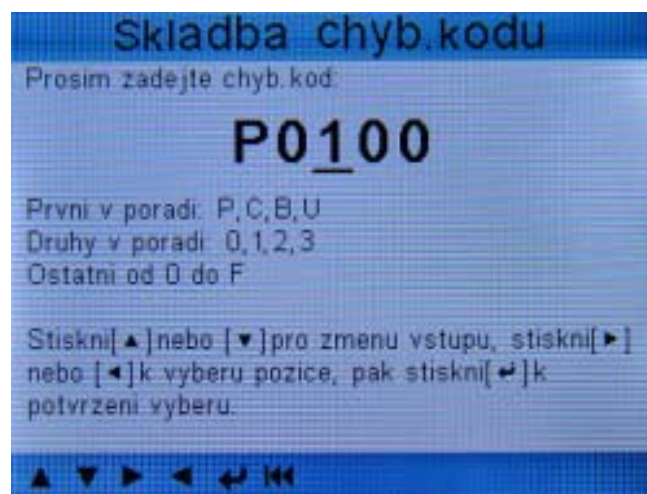 Skladba chyb.kodu
Prosim zadejte chyb.kod:
P0100
Prvni v poradi: P,C,B,U
Druhy v poradi: 0,1,2,3
Ostatni od 0 do F
Stiskni[▲]nebo [▼]pro zmenu vstupu, stiskni[►]
nebo [◄]k vyberu pozice, pak stiskni[↵]k
potvrzeni vyberu.